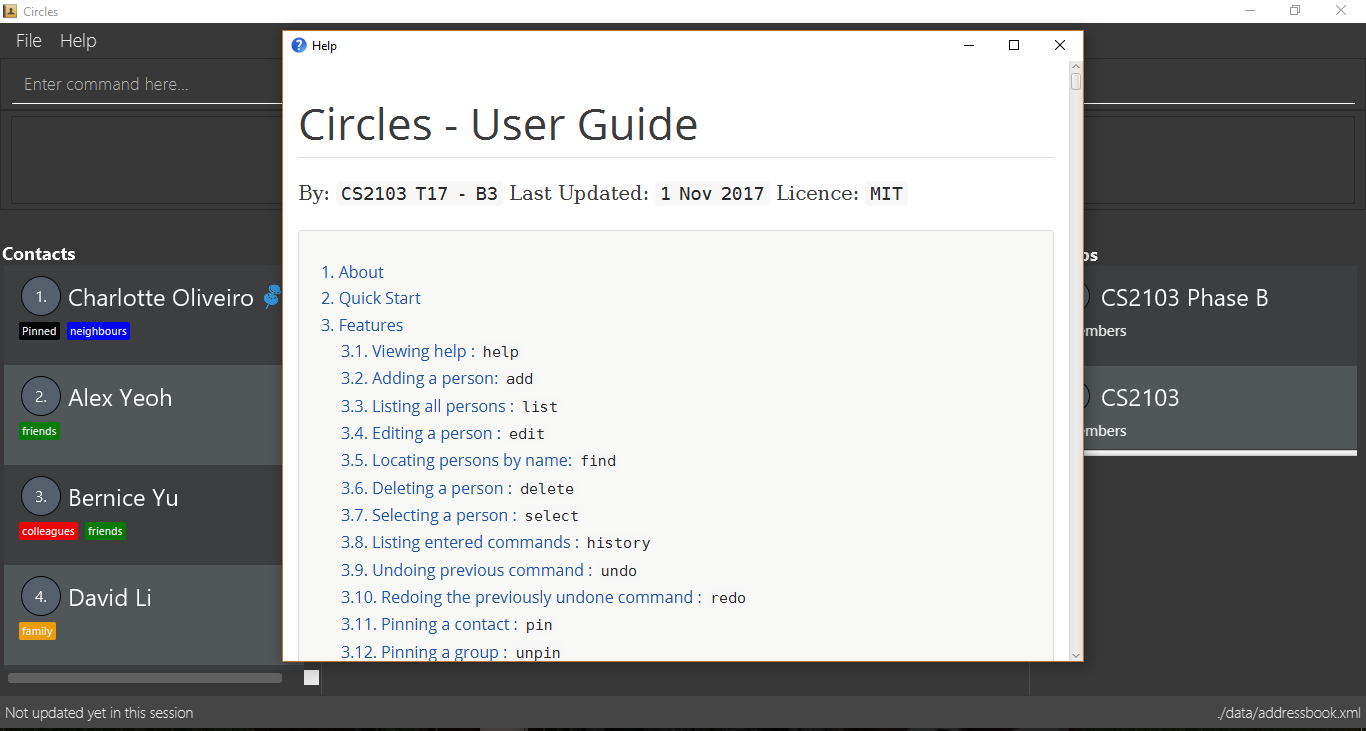 Circles
File Help
Enter command here...
Contacts
1. Charlotte Oliveiro
Pinned neighbours
2. Alex Yeoh
friends
3. Bernice Yu
colleagues friends
4. David Li
family
Help
Circles - User Guide
By: CS2103 T17 - B3 Last Updated: 1 Nov 2017 Licence: MIT
1. About
2. Quick Start
3. Features
3.1. Viewing help : help
3.2. Adding a person: add
3.3. Listing all persons : list
3.4. Editing a person : edit
3.5. Locating persons by name: find
3.6. Deleting a person : delete
3.7. Selecting a person : select
3.8. Listing entered commands : history
3.9. Undoing previous command : undo
3.10. Redoing the previously undone command : redo
3.11. Pinning a contact : pin
3.12. Pinning a group : unpin
CS2103 Phase B
CS2103
Not updated yet in this session
./data/addressbook.xml